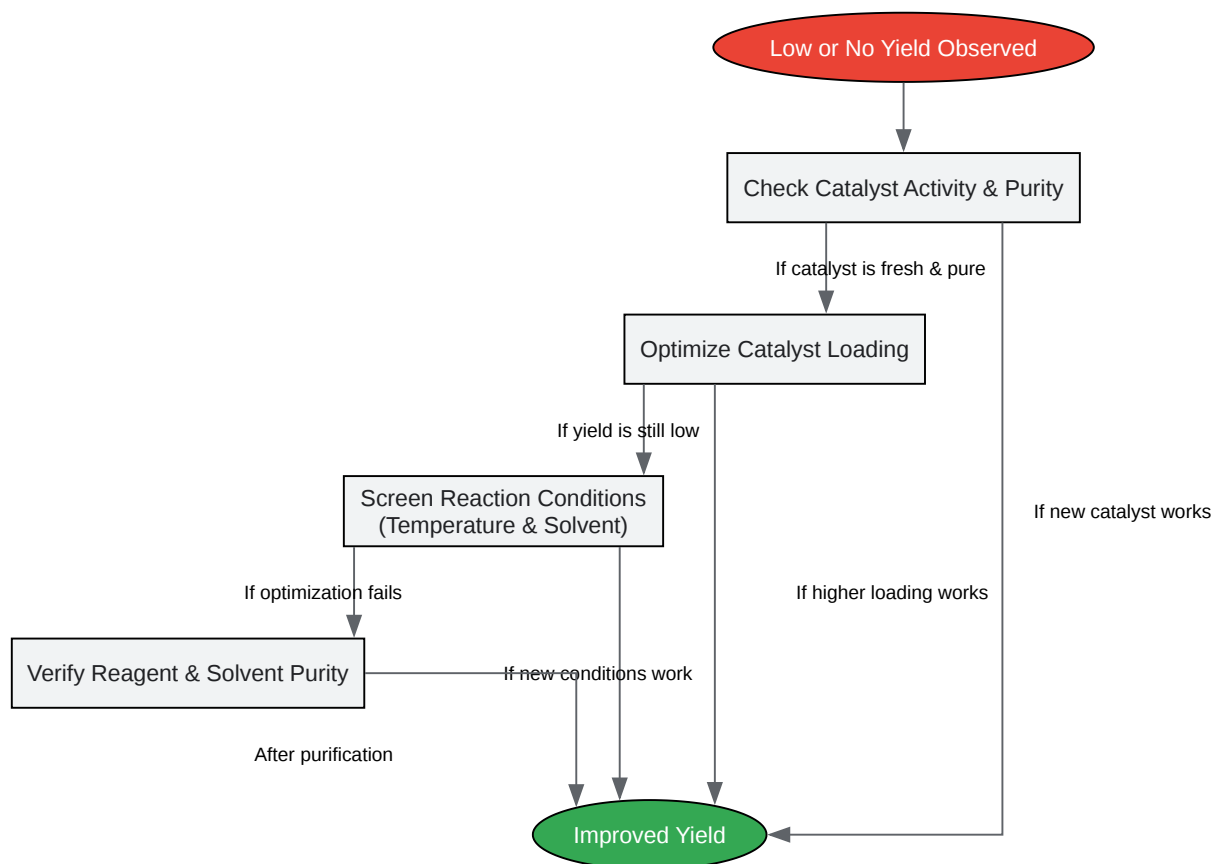 Low or No Yield Observed
Check Catalyst Activity & Purity
If catalyst is fresh & pure
Optimize Catalyst Loading
If yield is still low
Screen Reaction Conditions
(Temperature & Solvent)
If new catalyst works
If optimization fails
If higher loading works
Verify Reagent & Solvent Purity
If new conditions work
After purification
Improved Yield